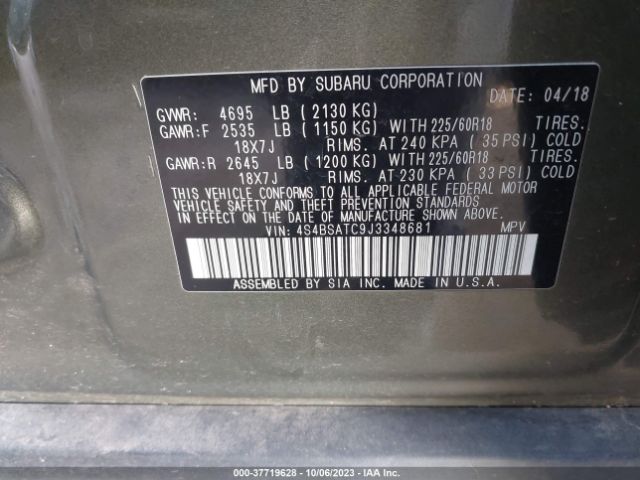 MFD BY SUBARU CORPORATION
DATE: 04/18
GVWR: 4695 LB (2130 KG)
GAWR:F 2535 LB (1150 KG) WITH 225/60R18 TIRES.
18X7J RIMS. AT 240 KPA (35 PSI) COLD
GAWR:R 2645 LB (1200 KG) WITH 225/60R18 TIRES.
18X7J RIMS. AT 230 KPA (33 PSI) COLD
THIS VEHICLE CONFORMS TO ALL APPLICABLE FEDERAL MOTOR
VEHICLE SAFETY AND THEFT PREVENTION STANDARDS
IN EFFECT ON THE DATE OF MANUFACTURE SHOWN ABOVE.
VIN: 4S4BSATC9J3348681 MPV
ASSEMBLED BY SIA INC. MADE IN U.S.A.
000-37719628 - 10/06/2023 - IAA Inc.